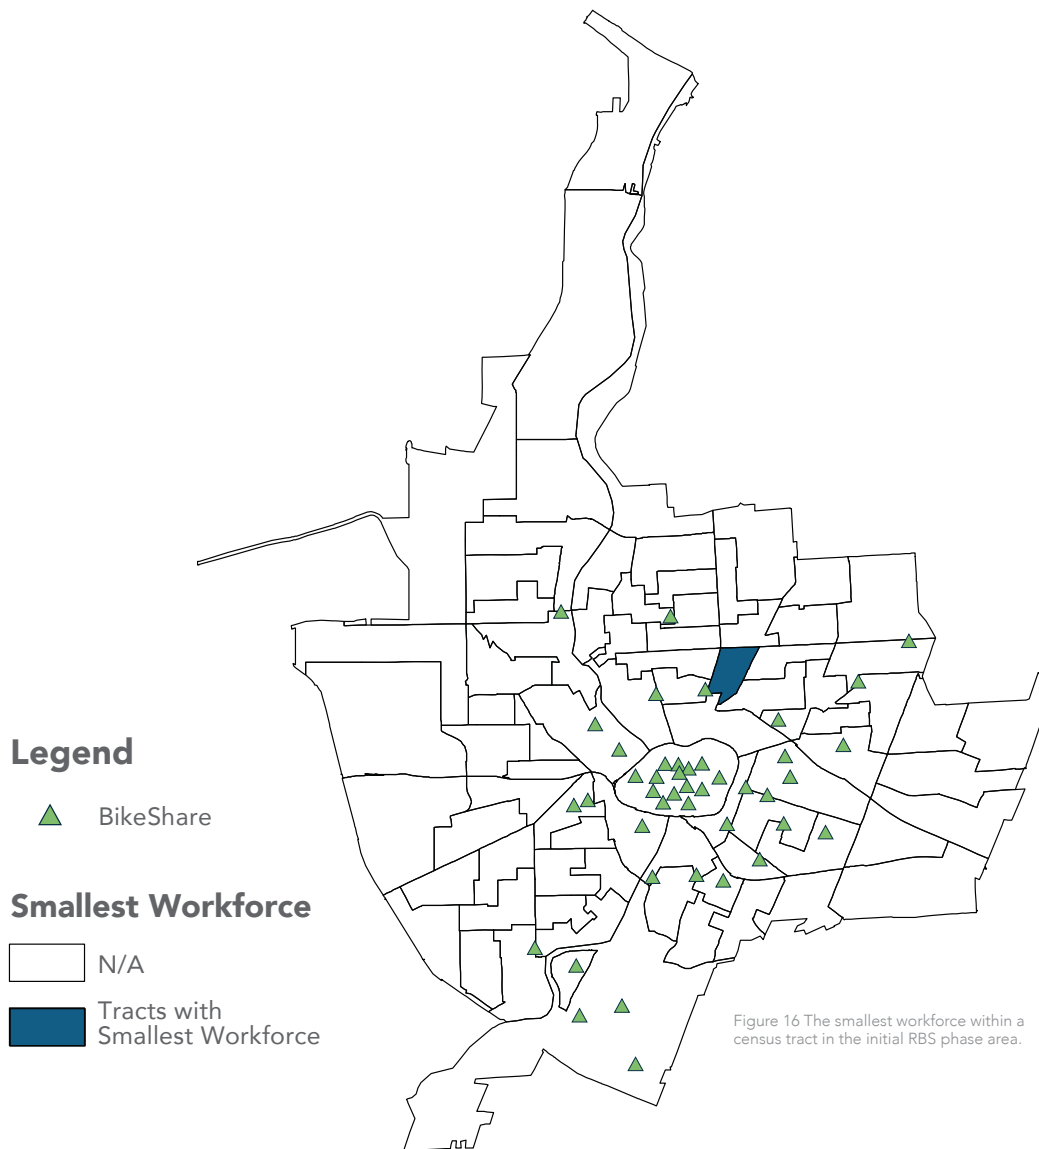 Legend
BikeShare
Smallest Workforce
N/A
Tracts with
Smallest Workforce
Figure 16 The smallest workforce within a
census tract in the initial RBS phase area.